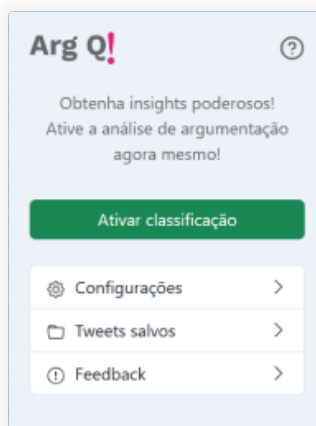 Arg Q!
Obtenha insights poderosos!
Ative a análise de argumentação
agora mesmo!
Ativar classificação
Configurações
Tweets salvos
Feedback